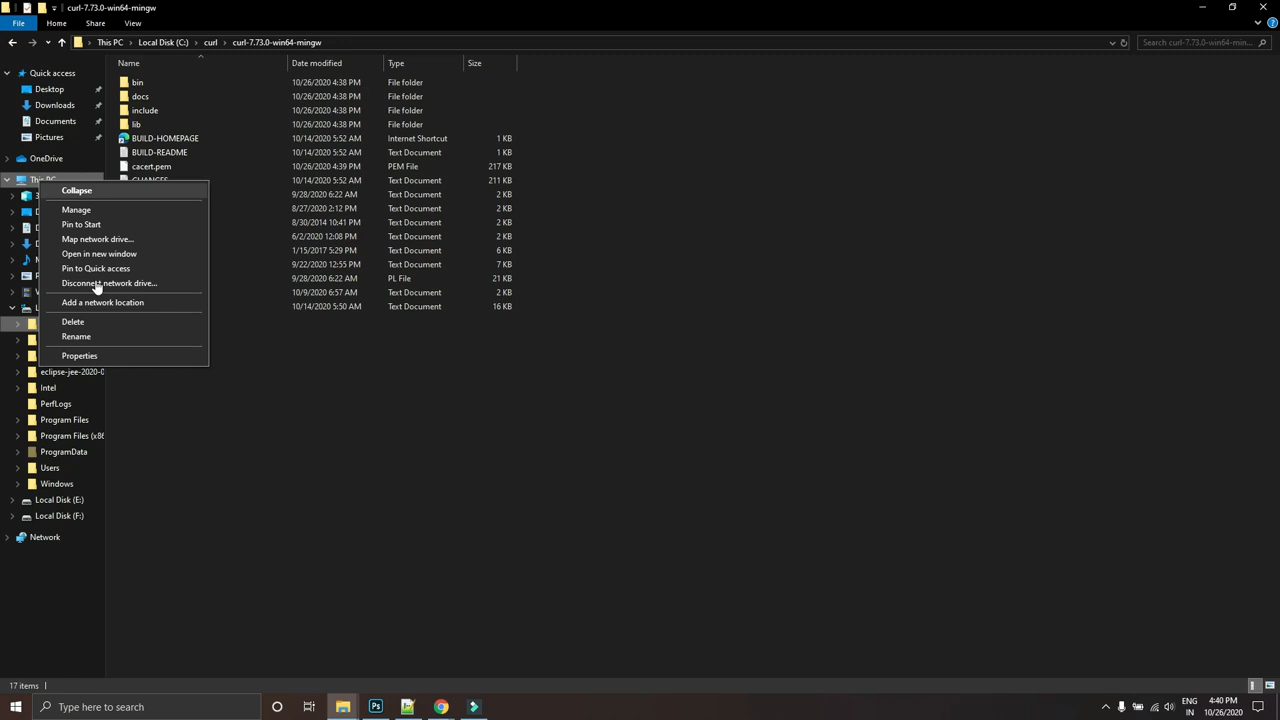 curl-7.73.0-win64-mingw
File Home Share View
This PC Local Disk (C:) curl curl-7.73.0-win64-mingw Search curl-7.73.0-win64-min...
Name Date modified Type Size
Quick access
Desktop
Downloads
Documents
Pictures
OneDrive
This PC
Collapse
Manage
Pin to Start
Map network drive...
Open in new window
Pin to Quick access
Disconnect network drive...
Add a network location
Delete
Rename
Properties
eclipse-jee-2020-0
Intel
PerfLogs
Program Files
Program Files (x86
ProgramData
Users
Windows
Local Disk (E:)
Local Disk (F:)
Network
bin 10/26/2020 4:38 PM File folder
docs 10/26/2020 4:38 PM File folder
include 10/26/2020 4:38 PM File folder
lib 10/26/2020 4:38 PM File folder
BUILD-HOMEPAGE 10/14/2020 5:52 AM Internet Shortcut 1 KB
BUILD-README 10/14/2020 5:52 AM Text Document 1 KB
cacert.pem 10/26/2020 4:39 PM PEM File 217 KB
CHANGES 10/14/2020 5:52 AM Text Document 211 KB
9/28/2020 6:22 AM Text Document 2 KB
8/27/2020 2:12 PM Text Document 2 KB
8/30/2014 10:41 PM Text Document 2 KB
6/2/2020 12:08 PM Text Document 2 KB
1/15/2017 5:29 PM Text Document 6 KB
9/22/2020 12:55 PM Text Document 7 KB
9/28/2020 6:22 AM PL File 21 KB
10/9/2020 6:57 AM Text Document 2 KB
10/14/2020 5:50 AM Text Document 16 KB
17 items
Type here to search
Ps
ENG
IN
4:40 PM
10/26/2020